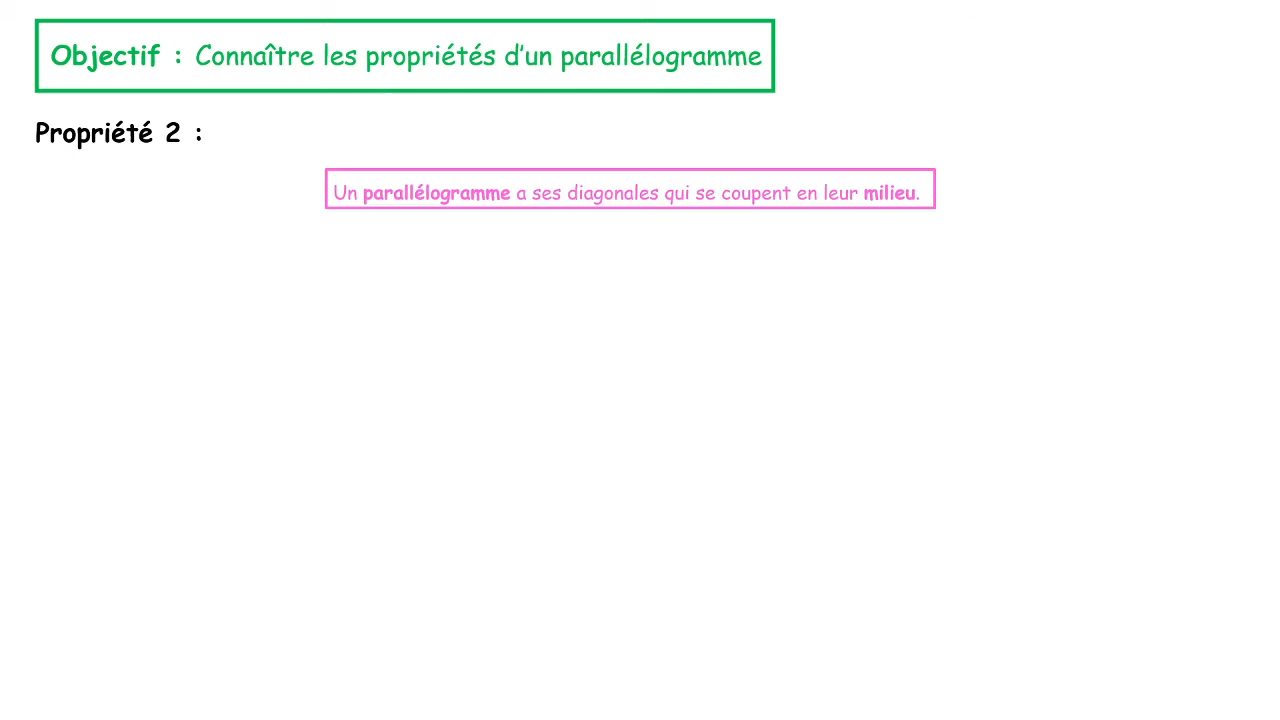 Objectif : Connaître les propriétés d’un parallélogramme
Propriété 2 :
Un parallélogramme a ses diagonales qui se coupent en leur milieu.